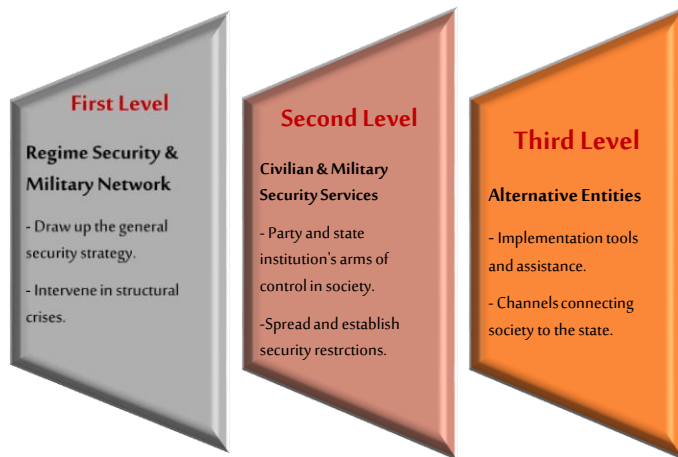 First Level
Regime Security &
Military Network
- Draw up the general
security strategy.
- Intervene in structural
crises.
Second Level
Civilian & Military
Security Services
- Party and state
institution's arms of
control in society.
-Spread and establish
security restrctions.
Third Level
Alternative Entities
- Implementation tools
and assistance.
- Channels connecting
society to the state.